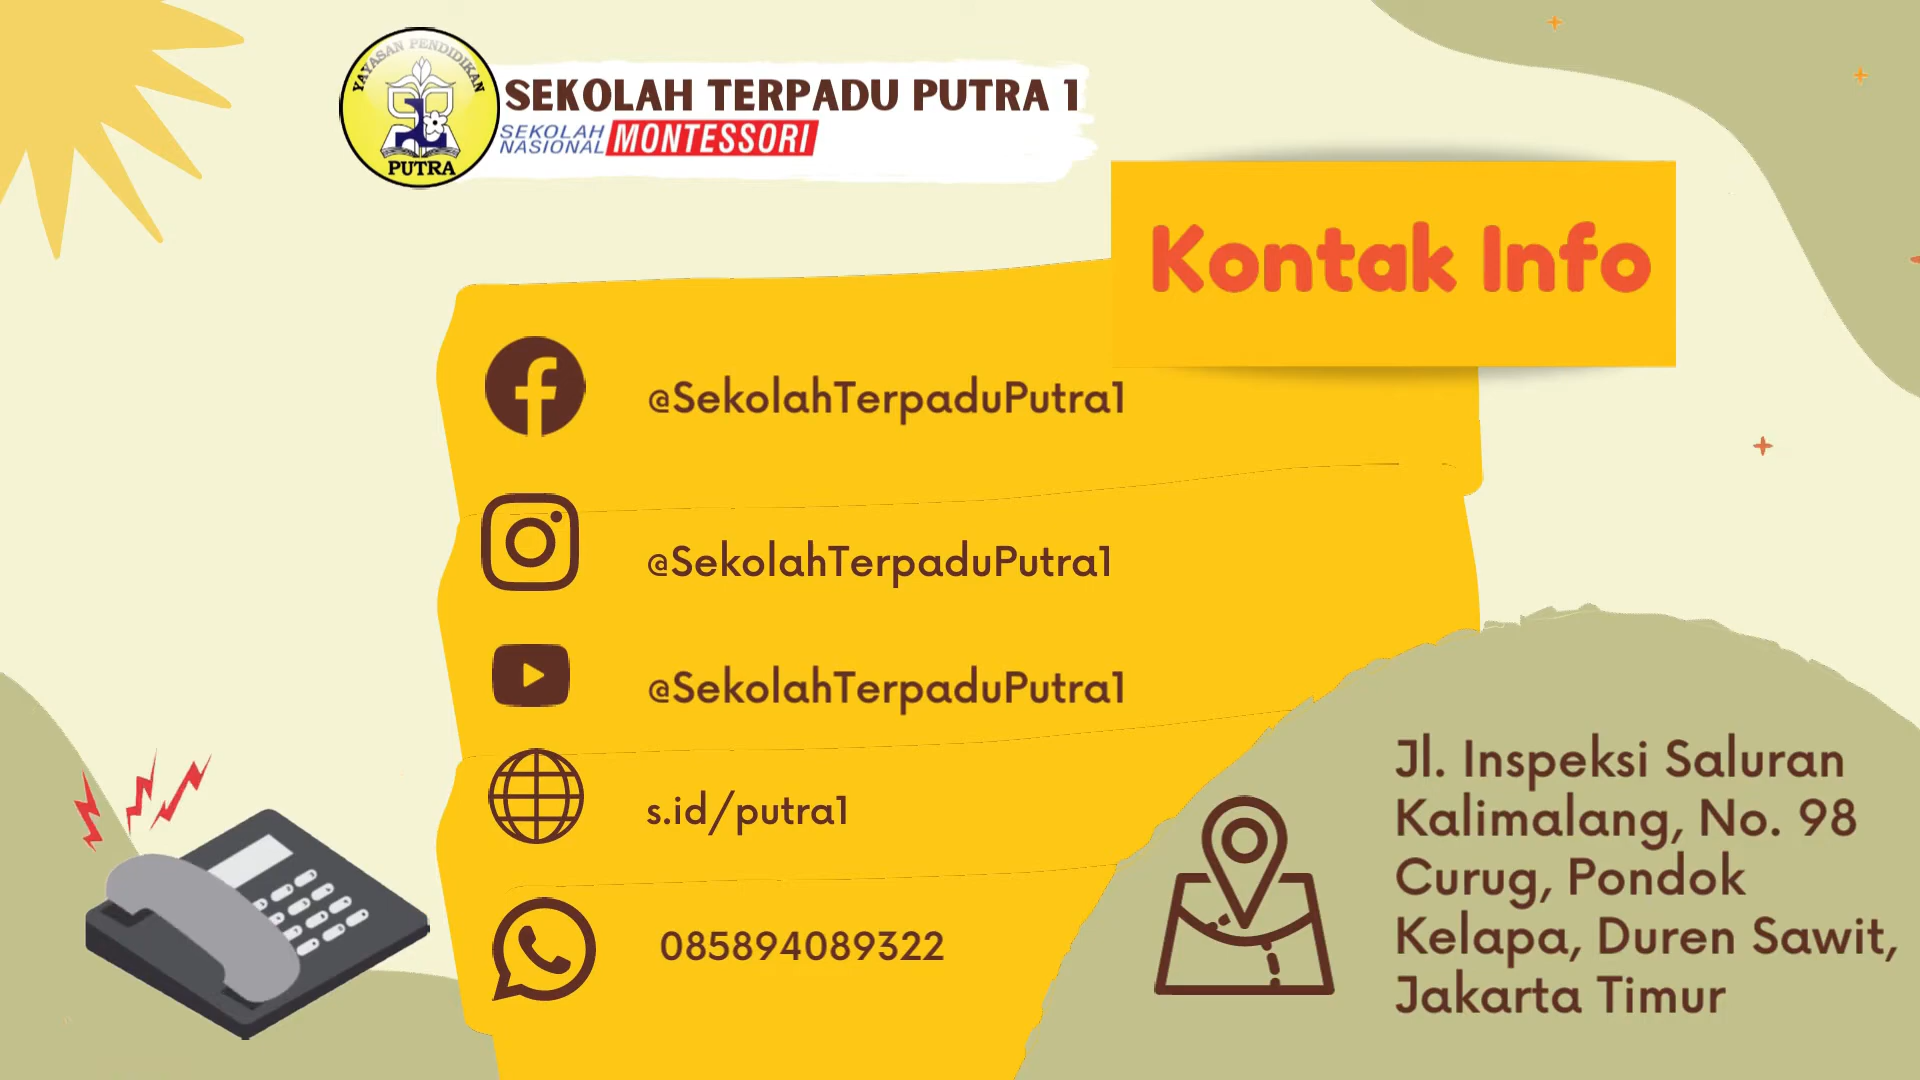 YAYASAN PENDIDIKAN
PUTRA
SEKOLAH TERPADU PUTRA 1
SEKOLAH
NASIONAL
MONTESSORI
Kontak Info
@SekolahTerpaduPutra1
@SekolahTerpaduPutra1
@SekolahTerpaduPutra1
s.id/putra1
085894089322
Jl. Inspeksi Saluran
Kalimalang, No. 98
Curug, Pondok
Kelapa, Duren Sawit,
Jakarta Timur